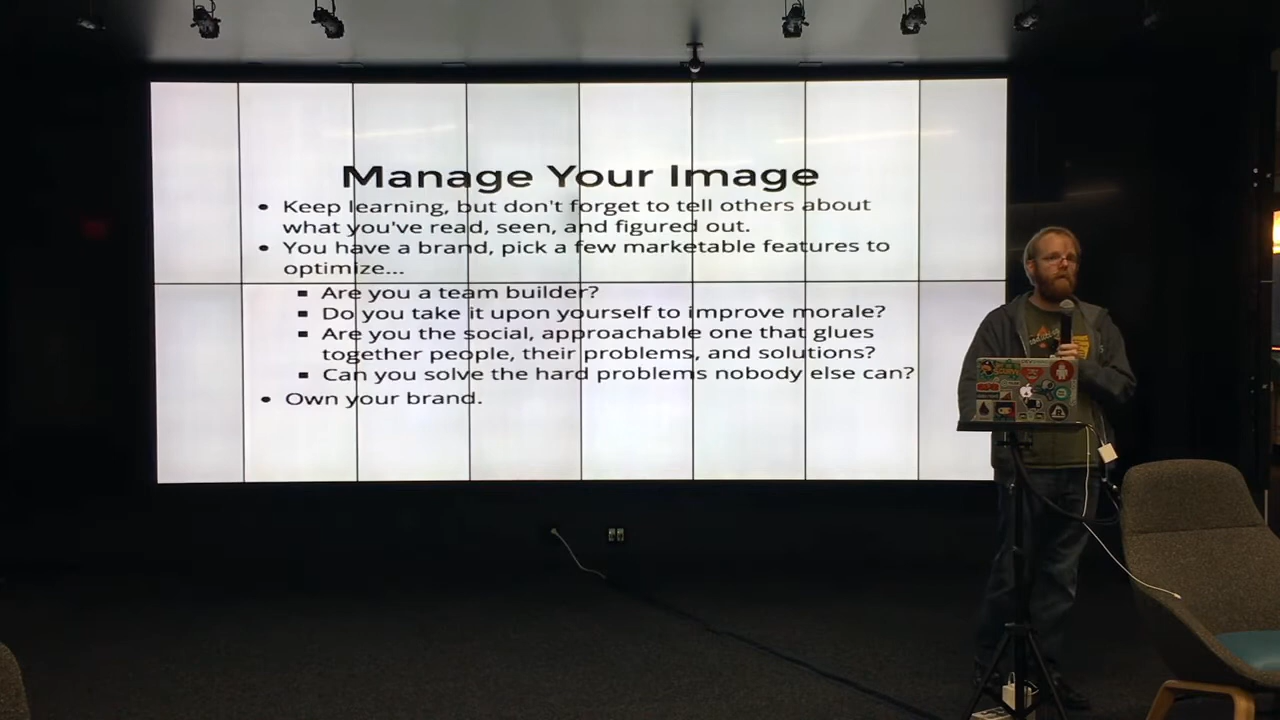 Manage Your Image
Keep learning, but don't forget to tell others about
what you've read, seen, and figured out.
You have a brand, pick a few marketable features to
optimize...
Are you a team builder?
Do you take it upon yourself to improve morale?
Are you the social, approachable one that glues
together people, their problems, and solutions?
Can you solve the hard problems nobody else can?
Own your brand.